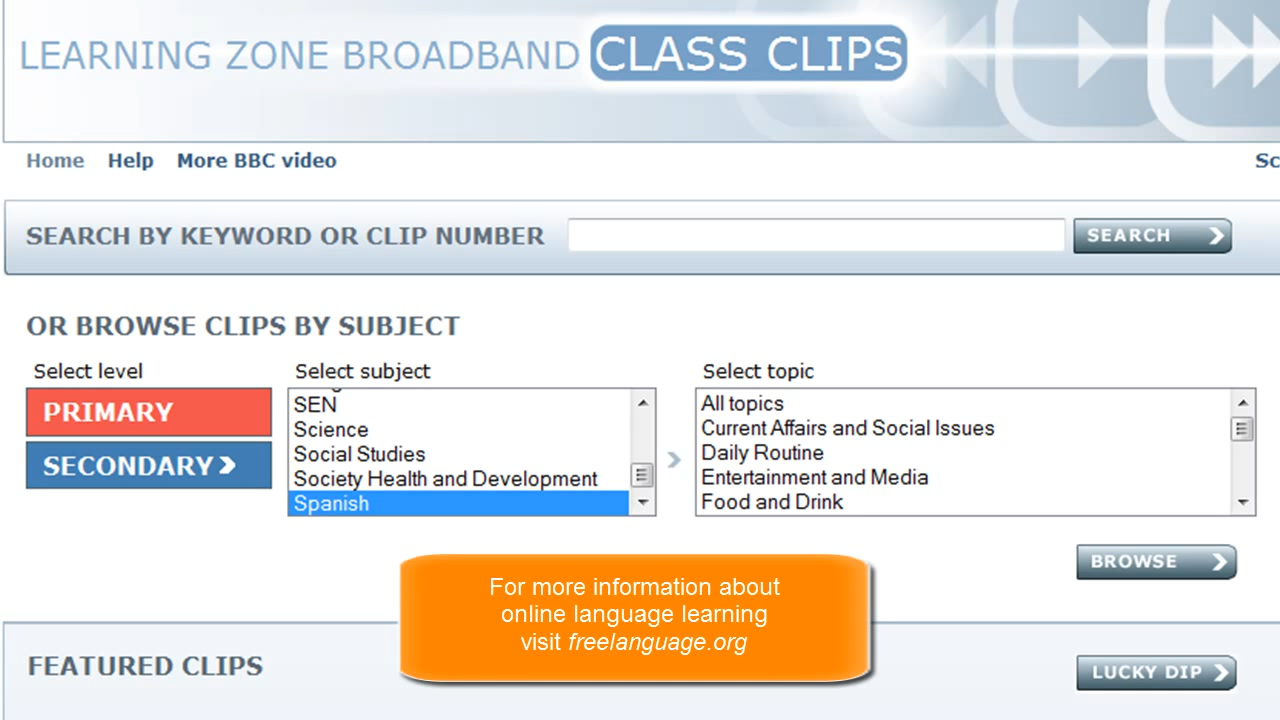 LEARNING ZONE BROADBAND CLASS CLIPS
Home Help More BBC video Sc
SEARCH BY KEYWORD OR CLIP NUMBER SEARCH
OR BROWSE CLIPS BY SUBJECT
Select level Select subject Select topic
PRIMARY
SECONDARY
SEN
Science
Social Studies
Society Health and Development
Spanish
All topics
Current Affairs and Social Issues
Daily Routine
Entertainment and Media
Food and Drink
BROWSE
For more information about
online language learning
visit freelanguage.org
FEATURED CLIPS LUCKY DIP